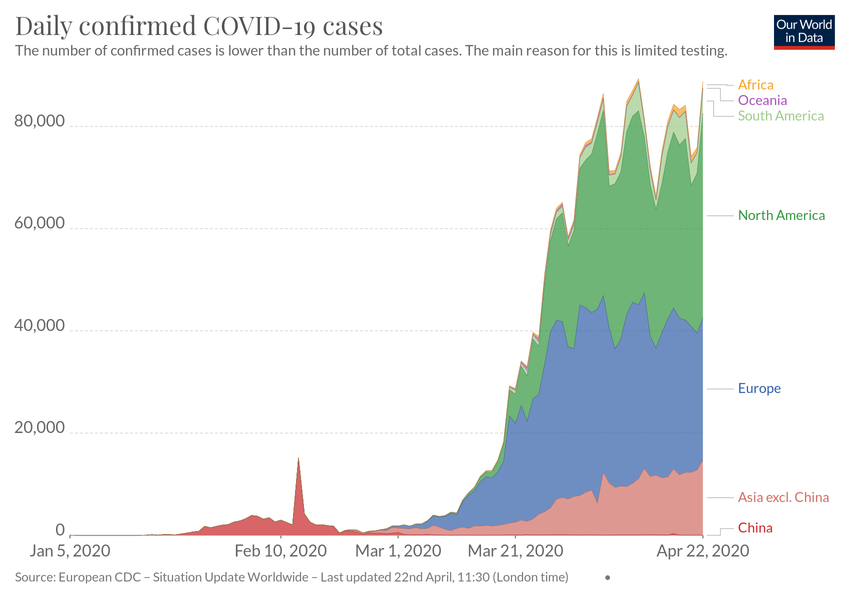 Daily confirmed COVID-19 cases
Our World
in Data
The number of confirmed cases is lower than the number of total cases. The main reason for this is limited testing.
Africa
Oceania
South America
80,000
North America
60,000
40,000
Europe
20,000
Asia excl. China
China
0
Jan 5, 2020
Feb 10, 2020
Mar 1, 2020
Mar 21, 2020
Apr 22, 2020
Source: European CDC – Situation Update Worldwide – Last updated 22nd April, 11:30 (London time)